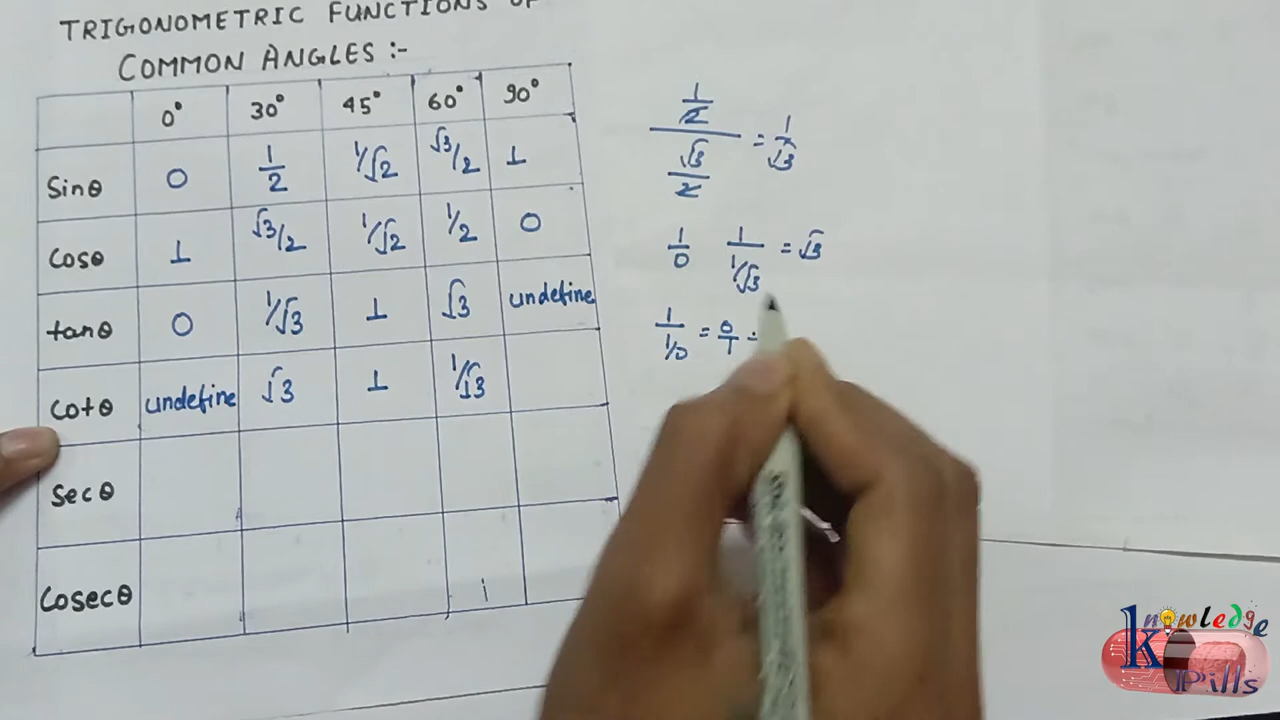 TRIGONOMETRIC FUNCTIONS OF
COMMON ANGLES :-
0° 30° 45° 60° 90°
Sinθ 0 1/2 1/√2 √3/2 1
Cosθ 1 √3/2 1/√2 1/2 0
tanθ 0 1/√3 1 √3 undefine
Cotθ undefine √3 1 1/√3
Secθ
Cosecθ
1/2 / √3/2 = 1/√3
1/0 1/1/√3 = √3
1/1/0 = 0/1 =
knowledge
Pills